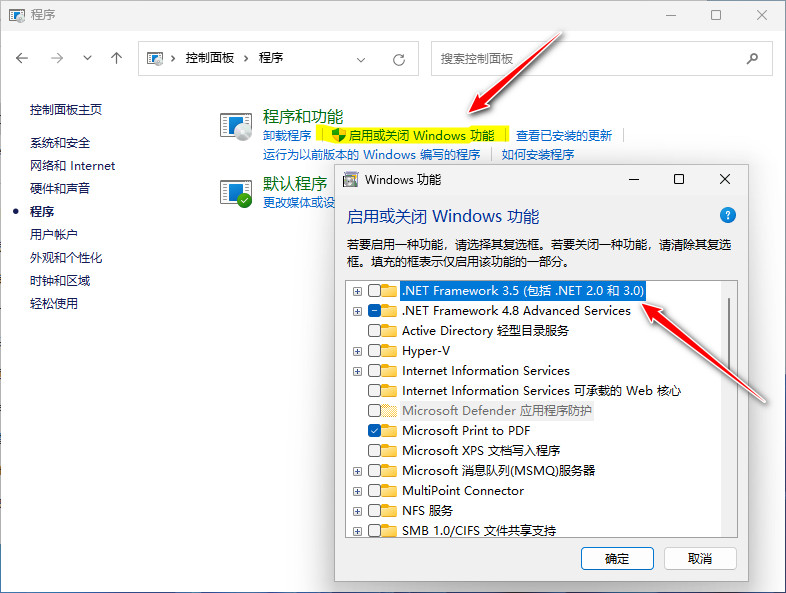 程序
控制面板 程序
搜索控制面板
控制面板主页
系统和安全
网络和 Internet
硬件和声音
程序
用户帐户
外观和个性化
时钟和区域
轻松使用
程序和功能
卸载程序 启用或关闭 Windows 功能 查看已安装的更新
运行为以前版本的 Windows 编写的程序 如何安装程序
默认程序
更改媒体或设
Windows 功能
启用或关闭 Windows 功能
若要启用一种功能，请选择其复选框。若要关闭一种功能，请清除其复选
框。填充的框表示仅启用该功能的一部分。
.NET Framework 3.5 (包括 .NET 2.0 和 3.0)
.NET Framework 4.8 Advanced Services
Active Directory 轻型目录服务
Hyper-V
Internet Information Services
Internet Information Services 可承载的 Web 核心
Microsoft Defender 应用程序防护
Microsoft Print to PDF
Microsoft XPS 文档写入程序
Microsoft 消息队列(MSMQ)服务器
MultiPoint Connector
NFS 服务
SMB 1.0/CIFS 文件共享支持
确定 取消